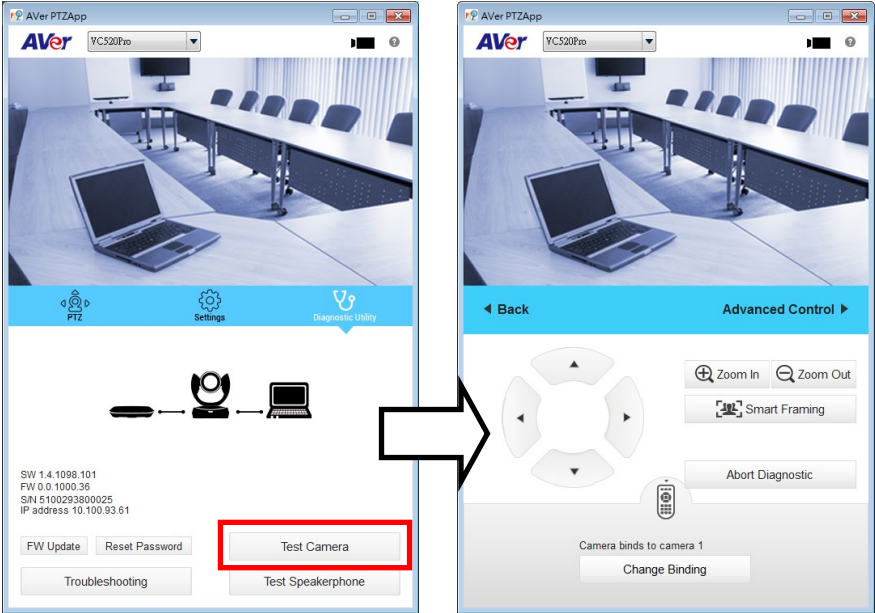 AVer PTZApp
AVer
VC520Pro
PTZ
Settings
Diagnostic Utility
SW 1.4.1098.101
FW 0.0.1000.36
S/N 5100293800025
IP address 10.100.93.61
FW Update
Reset Password
Test Camera
Troubleshooting
Test Speakerphone
AVer PTZApp
AVer
VC520Pro
Back
Advanced Control
Zoom In
Zoom Out
Smart Framing
Abort Diagnostic
Camera binds to camera 1
Change Binding